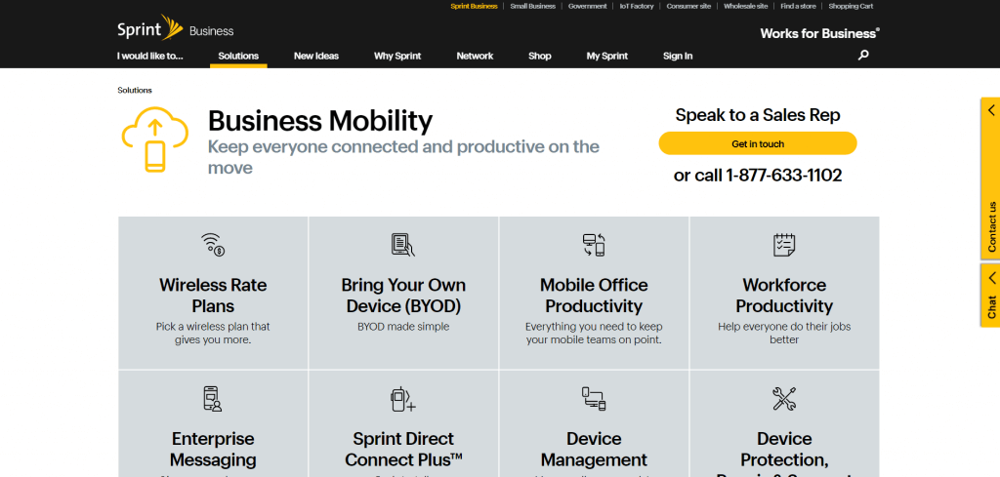 Sprint Business
Small Business
Government
IoT Factory
Consumer site
Wholesale site
Find a store
Shopping Cart
Sprint Business
Works for Business®
I would like to...
Solutions
New Ideas
Why Sprint
Network
Shop
My Sprint
Sign In
Solutions
Business Mobility
Keep everyone connected and productive on the
move
Speak to a Sales Rep
Get in touch
or call 1-877-633-1102
Contact us
Chat
Wireless Rate
Plans
Pick a wireless plan that
gives you more.
Bring Your Own
Device (BYOD)
BYOD made simple
Mobile Office
Productivity
Everything you need to keep
your mobile teams on point.
Workforce
Productivity
Help everyone do their jobs
better
Enterprise
Messaging
Sprint Direct
Connect Plus™
Device
Management
Device
Protection,